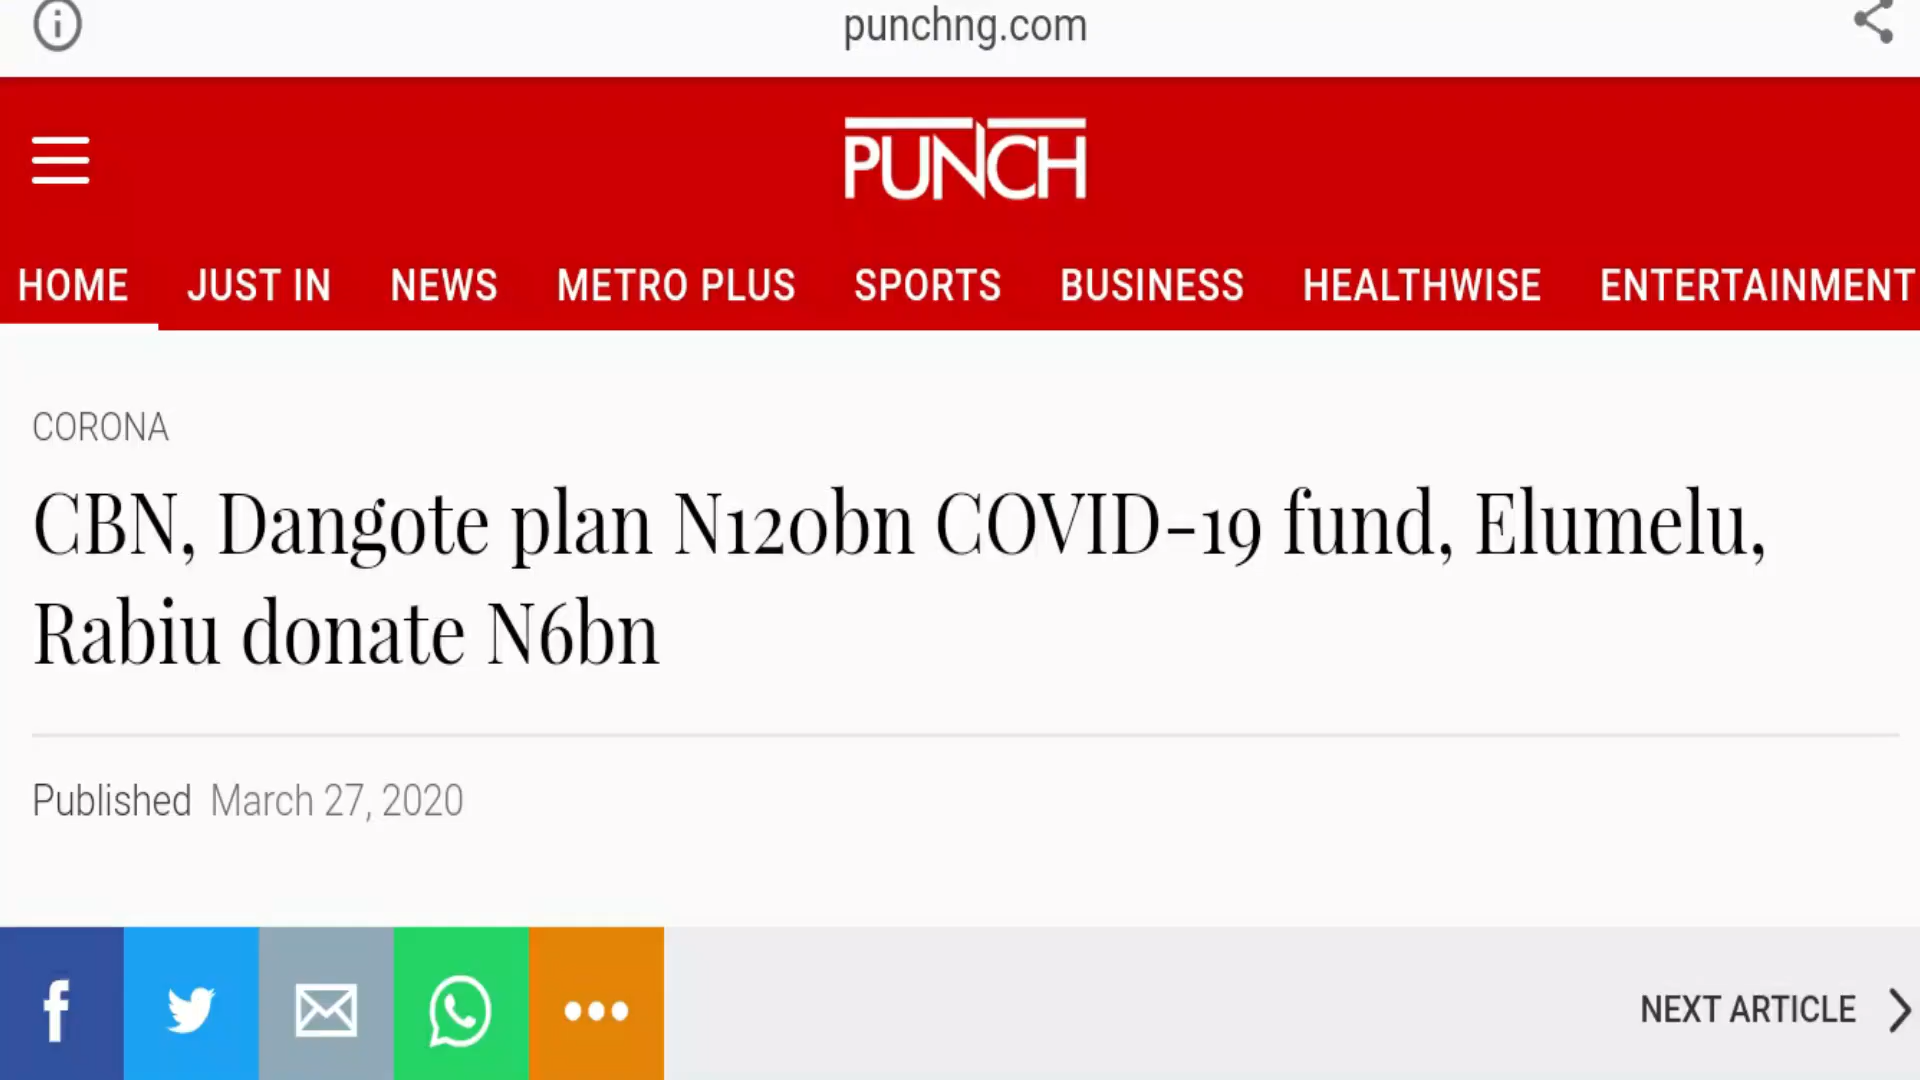 punchng.com
PUNCH
HOME JUST IN NEWS METRO PLUS SPORTS BUSINESS HEALTHWISE ENTERTAINMENT
CORONA
CBN, Dangote plan N120bn COVID-19 fund, Elumelu,
Rabiu donate N6bn
Published March 27, 2020
NEXT ARTICLE